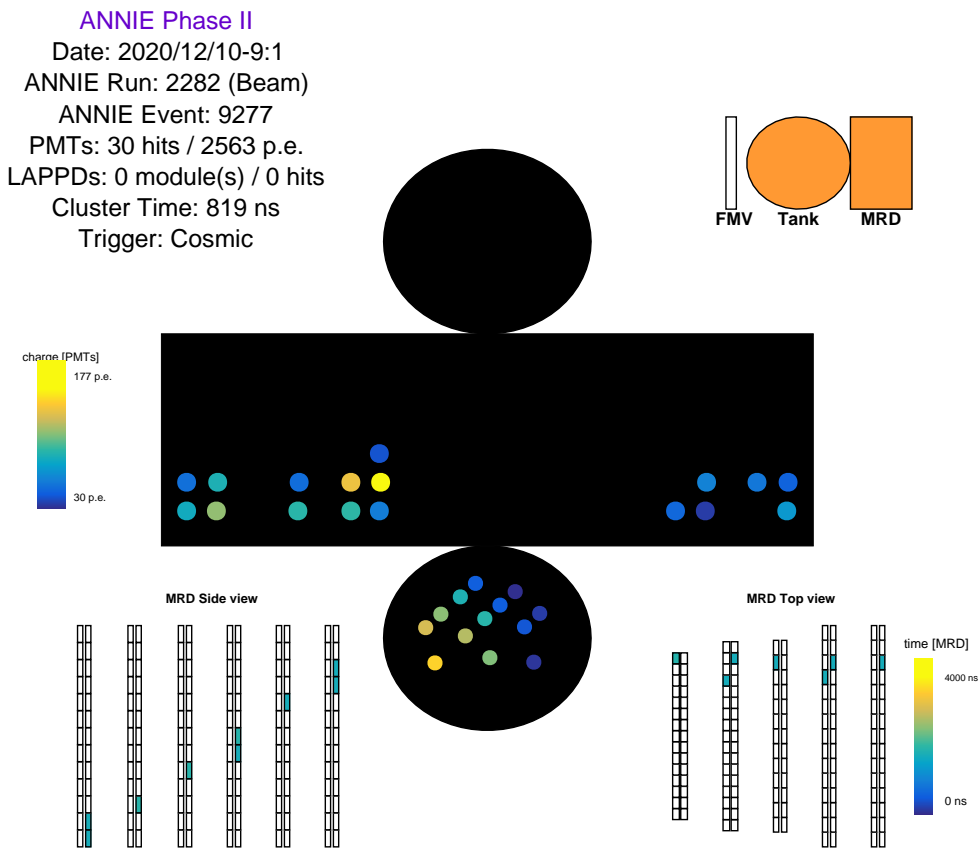 ANNIE Phase II
Date: 2020/12/10-9:1
ANNIE Run: 2282 (Beam)
ANNIE Event: 9277
PMTs: 30 hits / 2563 p.e.
LAPPDs: 0 module(s) / 0 hits
Cluster Time: 819 ns
Trigger: Cosmic
FMV Tank MRD
charge [PMTs]
177 p.e.
30 p.e.
MRD Side view
MRD Top view
time [MRD]
4000 ns
0 ns